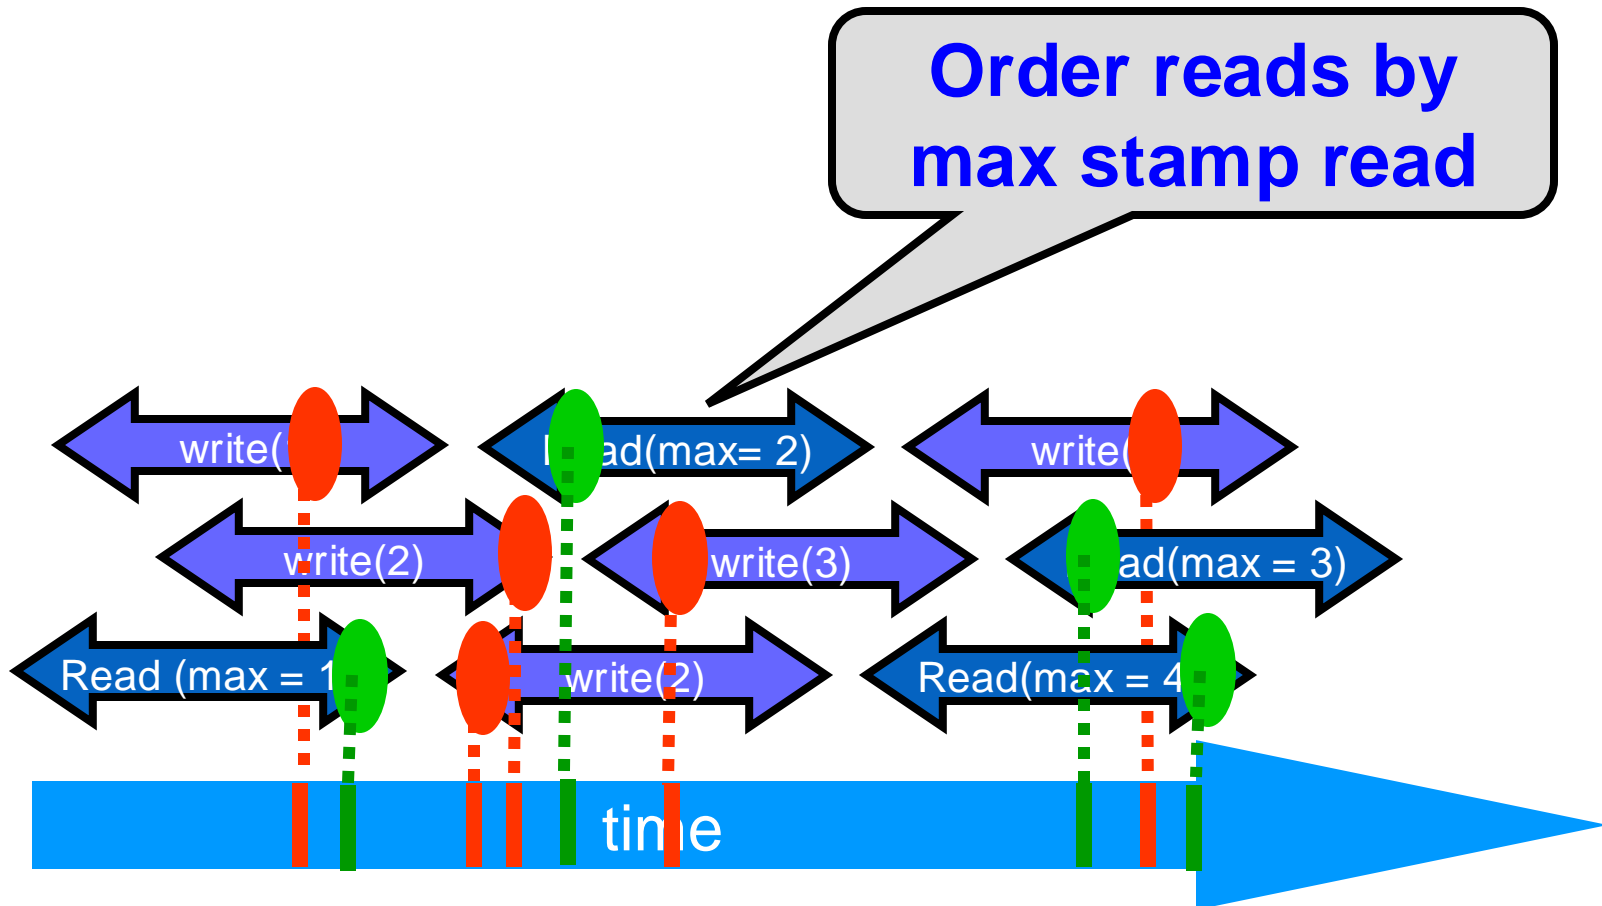 Order reads by
max stamp read
write(
ad(max= 2)
write(
write(2)
write(3)
ad(max = 3)
Read (max = 1
write(2)
Read(max = 4
time